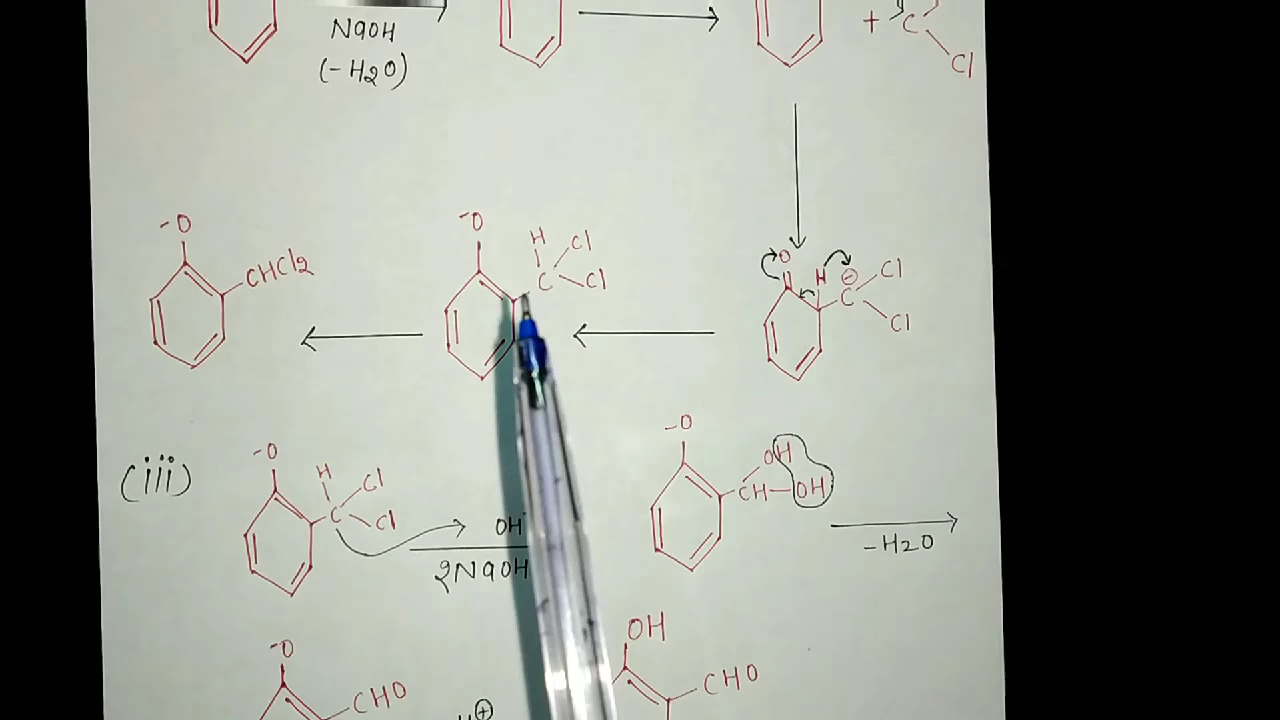 NaOH
(-H2O)
+ C
Cl
-O
CHCl2
-O
H
Cl
C
Cl
O
H
⊖
C
Cl
Cl
(iii)
-O
H
Cl
C
Cl
OH-
2NaOH
-O
OH
CH-OH
-H2O
-O
CHO
H⊕
OH
CHO